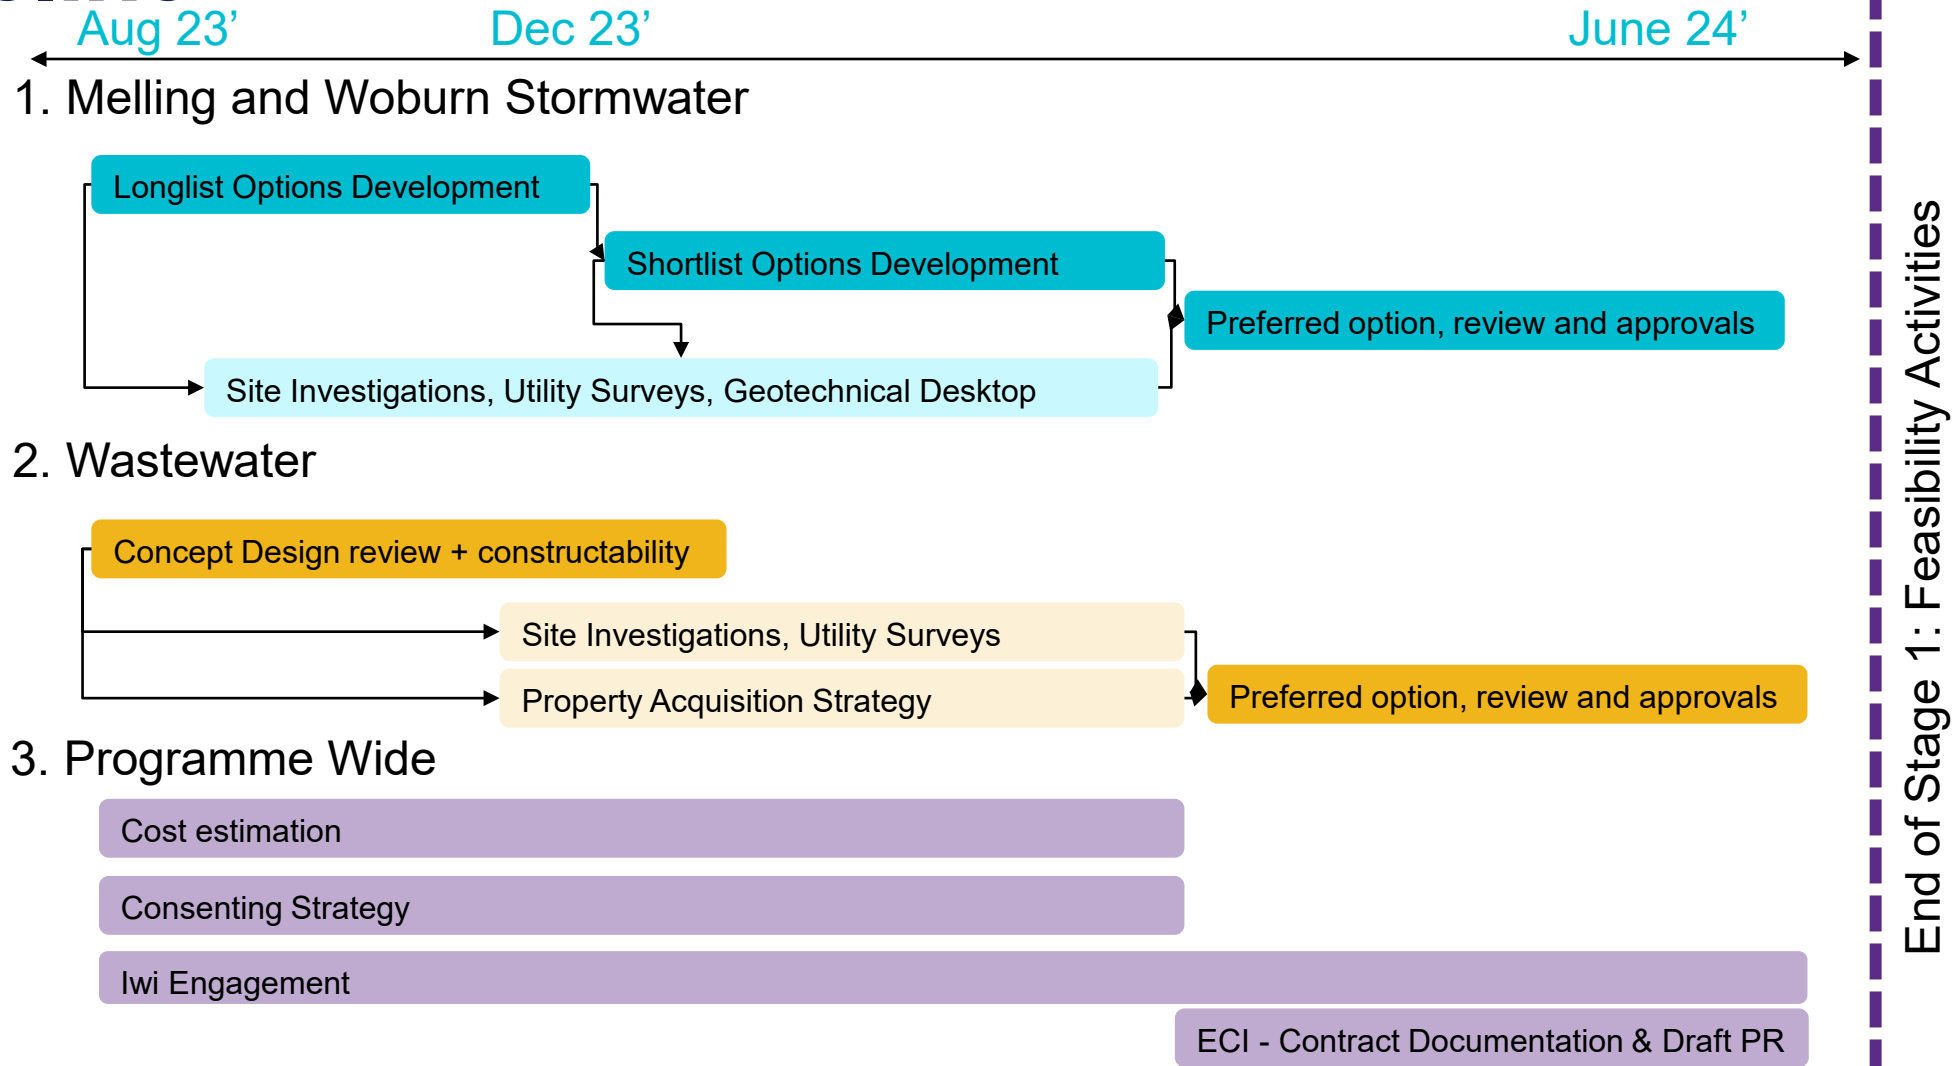 Aug 23’
Dec 23’
June 24’
1. Melling and Woburn Stormwater
Longlist Options Development
Shortlist Options Development
Preferred option, review and approvals
Site Investigations, Utility Surveys, Geotechnical Desktop
2. Wastewater
Concept Design review + constructability
Site Investigations, Utility Surveys
Property Acquisition Strategy
Preferred option, review and approvals
3. Programme Wide
Cost estimation
Consenting Strategy
Iwi Engagement
ECI - Contract Documentation & Draft PR
End of Stage 1: Feasibility Activities